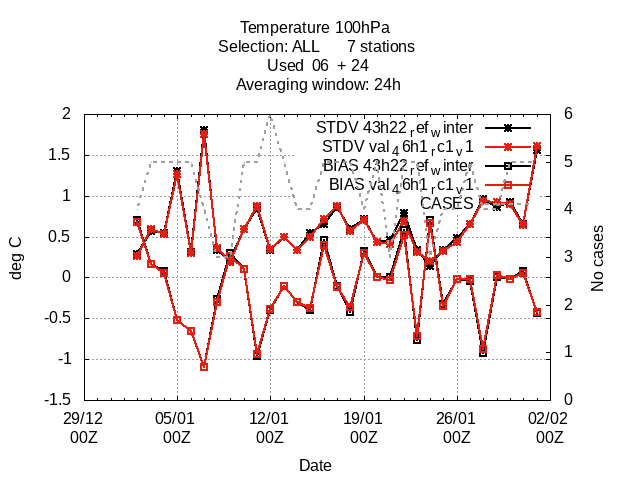 Temperature 100hPa
Selection: ALL 7 stations
Used 06 + 24
Averaging window: 24h
STDV 43h22_ref_winter
STDV val_46h1_rc1_v1
BIAS 43h22_ref_winter
BIAS val_46h1_rc1_v1
CASES
2
1.5
1
0.5
0
-0.5
-1
-1.5
deg C
6
5
4
3
2
1
0
No cases
29/12 05/01 12/01 19/01 26/01 02/02
00Z 00Z 00Z 00Z 00Z 00Z
Date